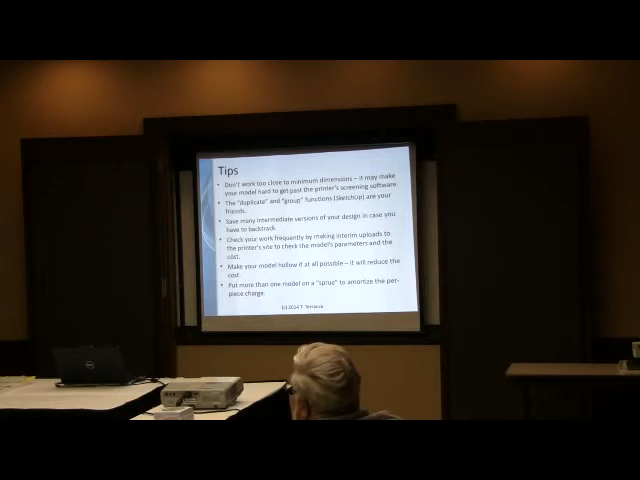 Tips
• Don't work too close to minimum dimensions – it may make
your model hard to get past the printer's screening software.
• The "duplicate" and "group" functions (SketchUp) are your
friends.
• Save many intermediate versions of your design in case you
have to backtrack.
• Check your work frequently by making interim uploads to
the printer's site to check the model's parameters and the
cost.
• Make your model hollow if at all possible – it will reduce the
cost.
• Put more than one model on a "sprue" to amortize the per-
piece charge.
(c) 2014 T.
DELL